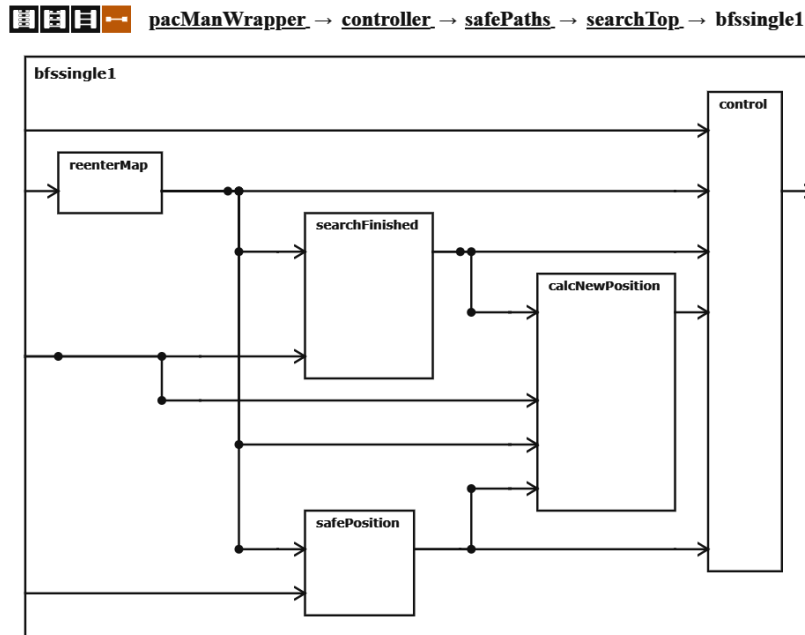 pacManWrapper → controller → safePaths → searchTop → bfssingle1
bfssingle1
control
reenterMap
searchFinished
calcNewPosition
safePosition